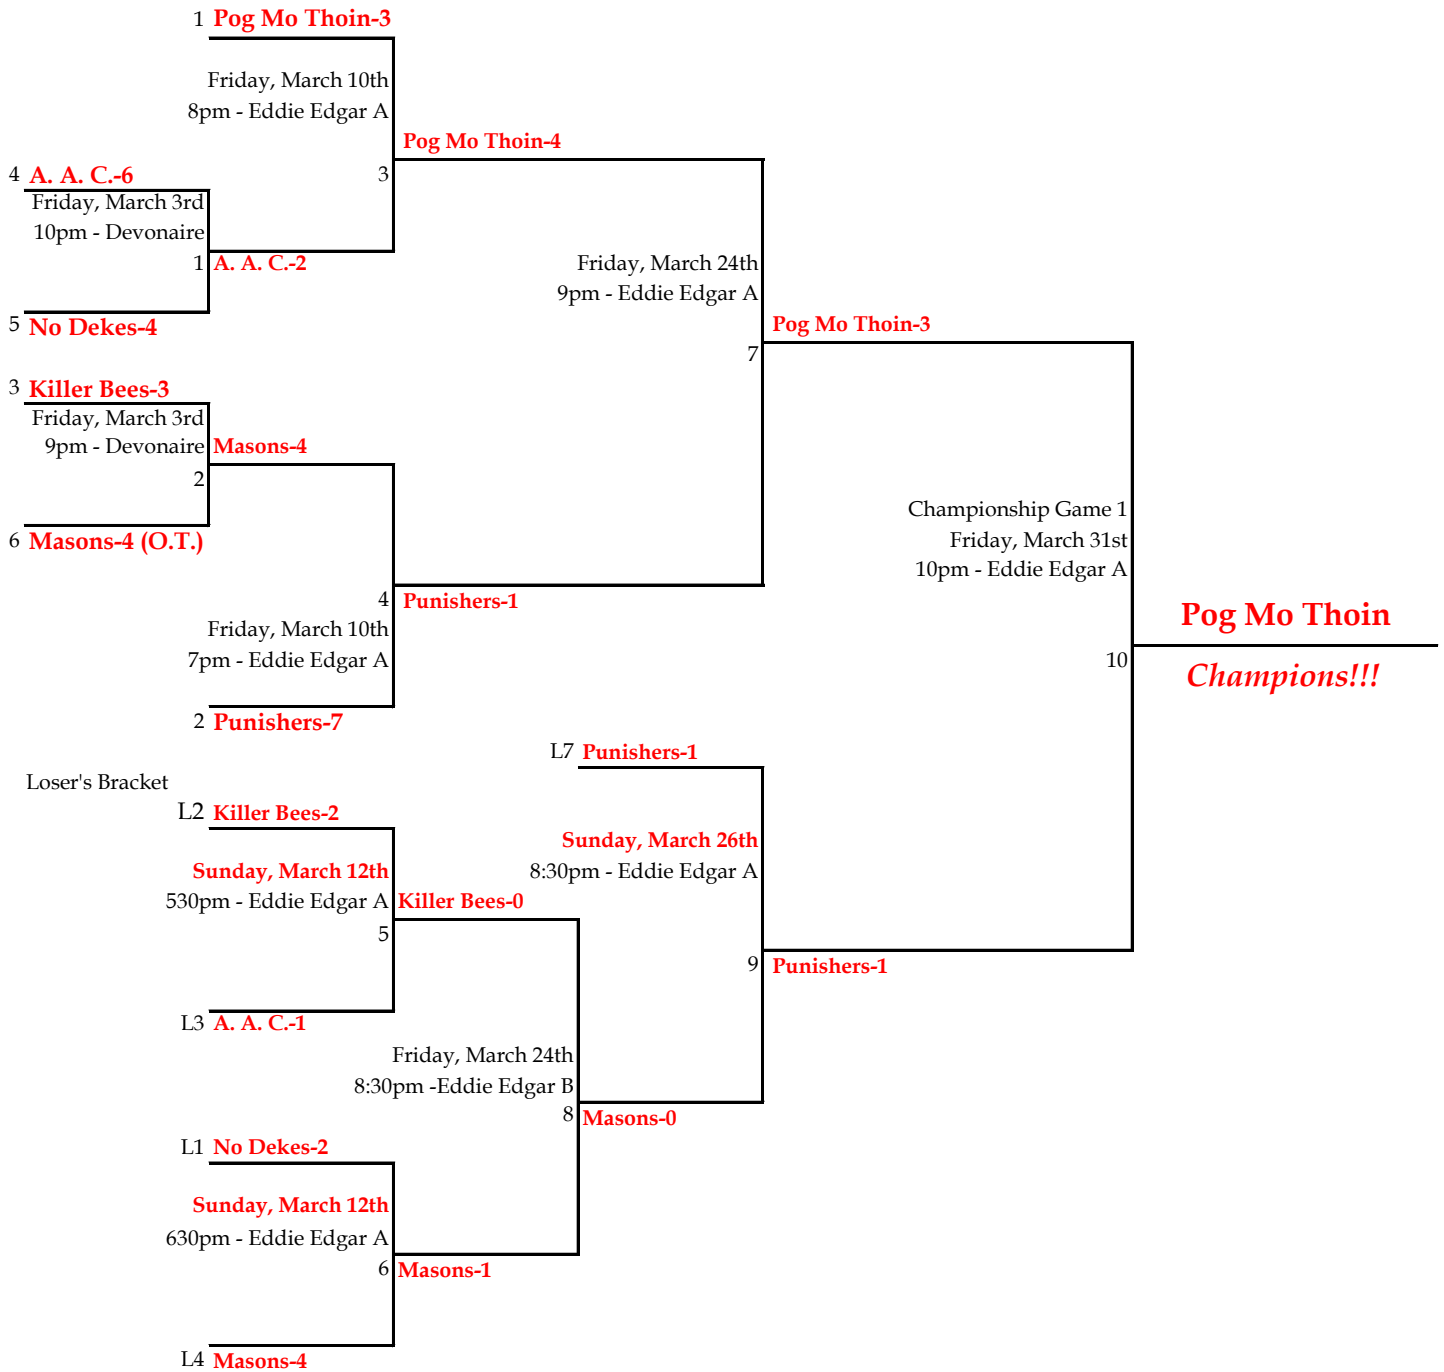 1 Pog Mo Thoin-3
Friday, March 10th
8pm - Eddie Edgar A
Pog Mo Thoin-4
3
4 A. A. C.-6
Friday, March 3rd
10pm - Devonaire
1 A. A. C.-2
5 No Dekes-4
Friday, March 24th
9pm - Eddie Edgar A
Pog Mo Thoin-3
7
3 Killer Bees-3
Friday, March 3rd
9pm - Devonaire
Masons-4
2
6 Masons-4 (O.T.)
4 Punishers-1
Friday, March 10th
7pm - Eddie Edgar A
2 Punishers-7
Championship Game 1
Friday, March 31st
10pm - Eddie Edgar A
Pog Mo Thoin
10
Champions!!!
Loser's Bracket
L7 Punishers-1
L2 Killer Bees-2
Sunday, March 12th
530pm - Eddie Edgar A
Killer Bees-0
5
L3 A. A. C.-1
Sunday, March 26th
8:30pm - Eddie Edgar A
9 Punishers-1
Friday, March 24th
8:30pm -Eddie Edgar B
8 Masons-0
L1 No Dekes-2
Sunday, March 12th
630pm - Eddie Edgar A
6 Masons-1
L4 Masons-4